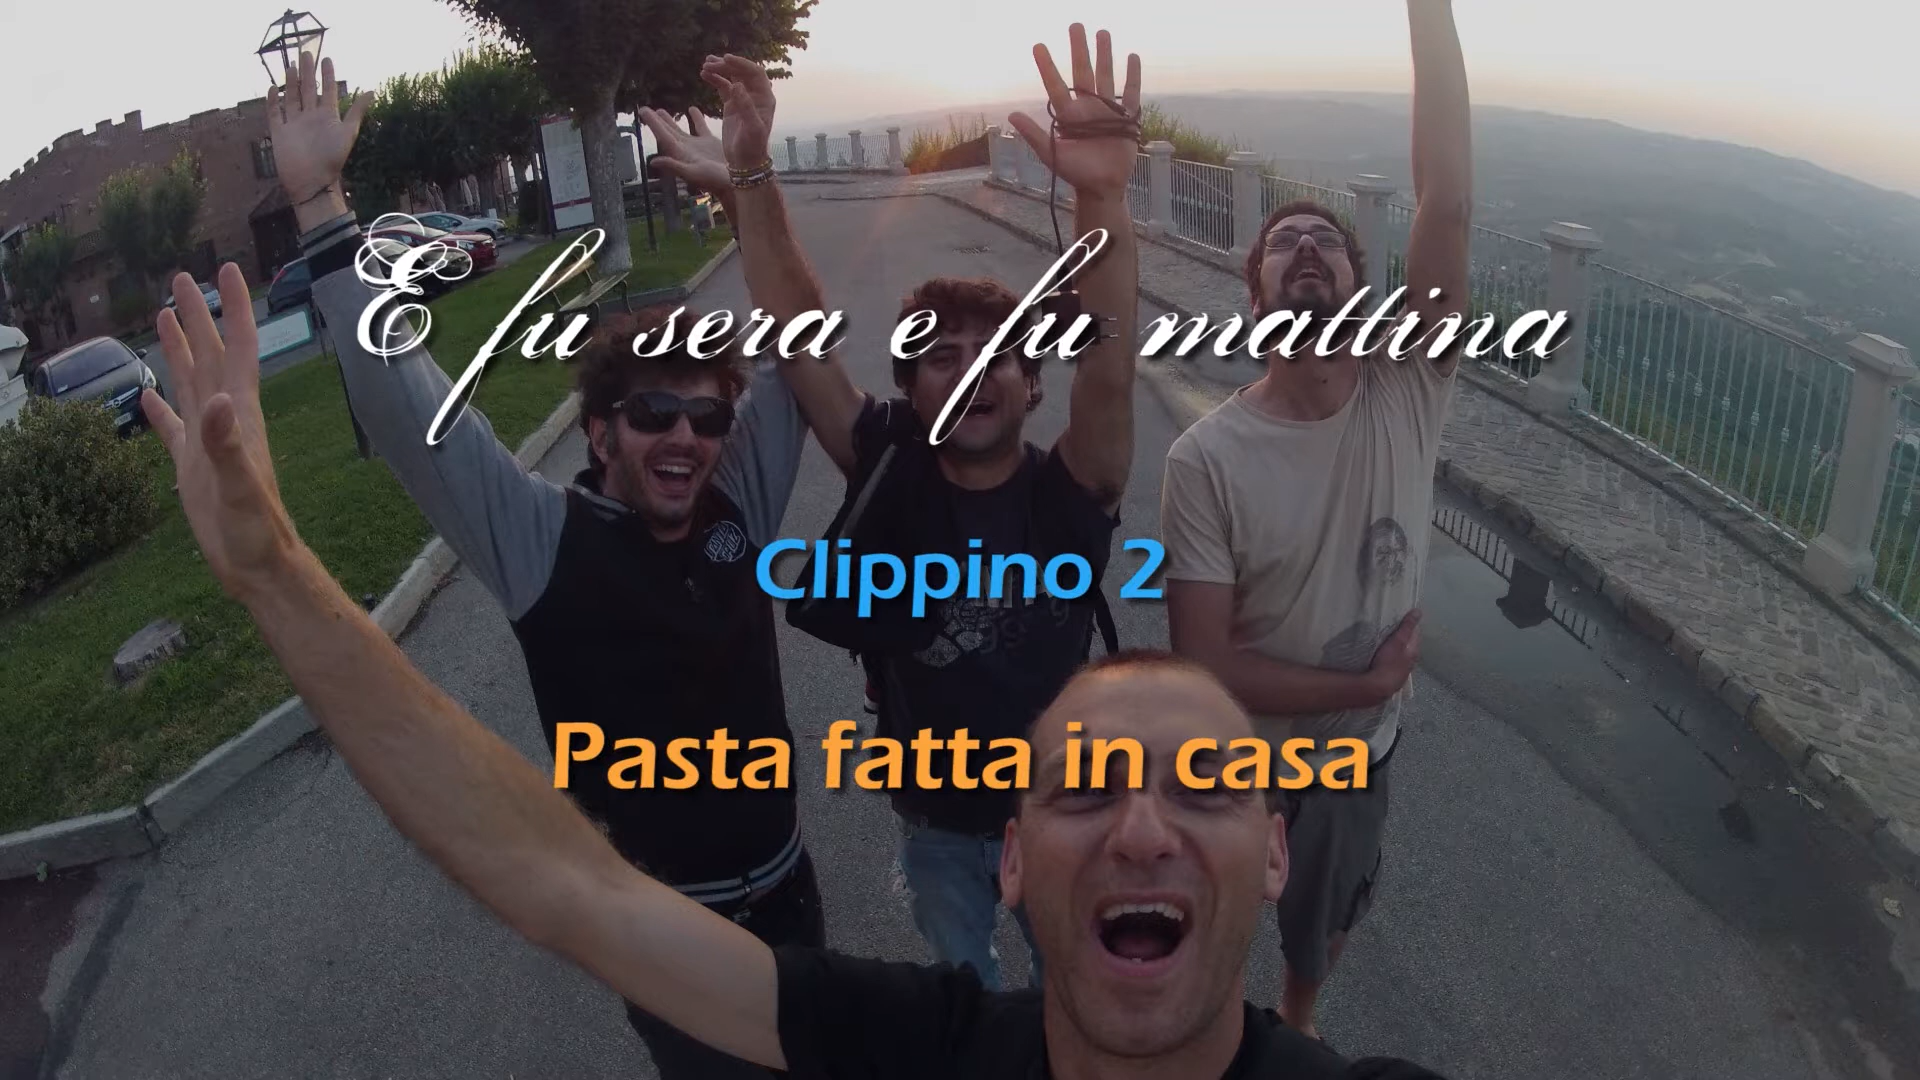 E fu sera e fu mattina
Clippino 2
Pasta fatta in casa